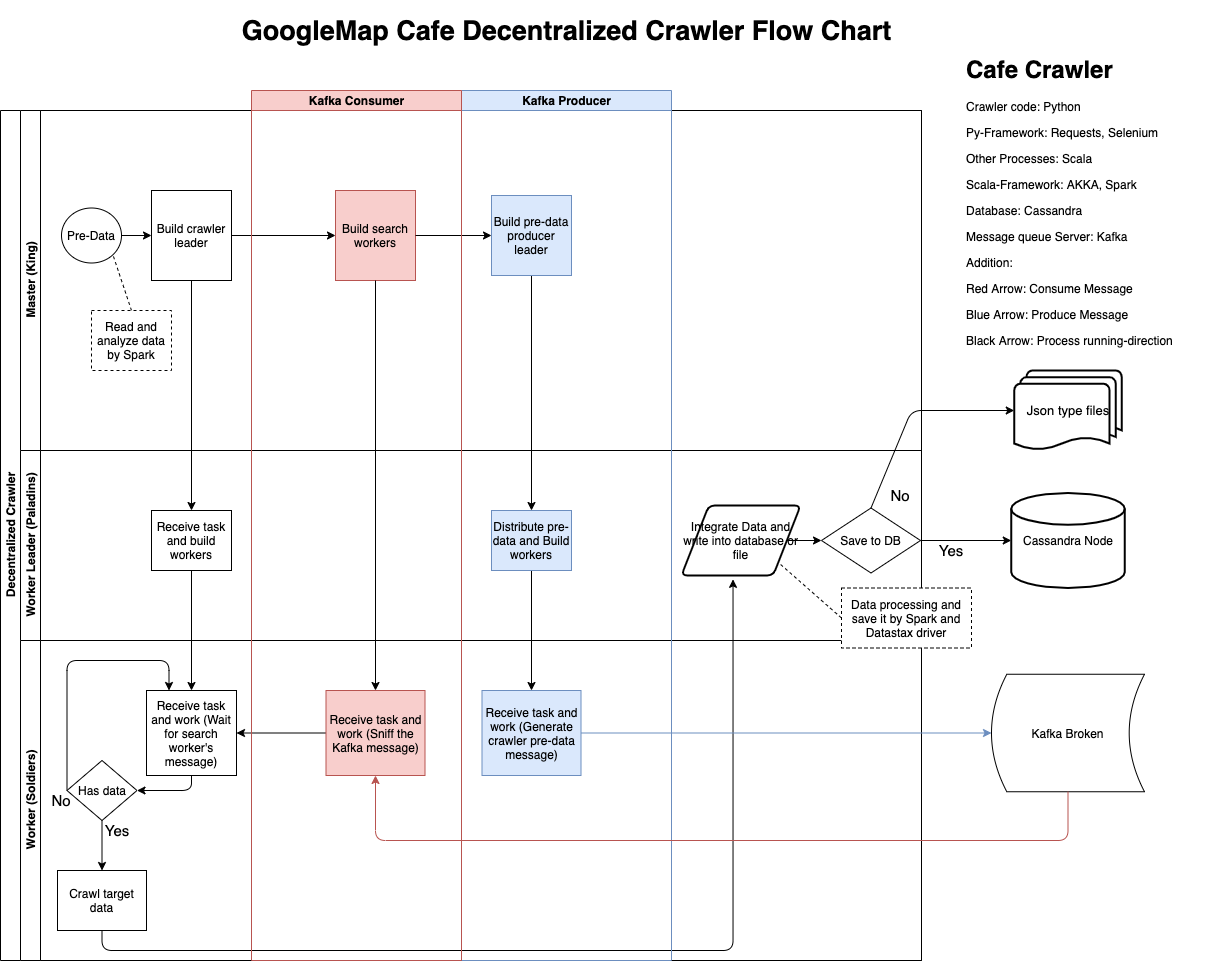 GoogleMap Cafe Decentralized Crawler Flow Chart
Cafe Crawler
Crawler code: Python
Py-Framework: Requests, Selenium
Other Processes: Scala
Scala-Framework: AKKA, Spark
Database: Cassandra
Message queue Server: Kafka
Addition:
Red Arrow: Consume Message
Blue Arrow: Produce Message
Black Arrow: Process running-direction
Kafka Consumer
Kafka Producer
Decentralized Crawler
Master (King)
Pre-Data
Build crawler
leader
Build search
workers
Build pre-data
producer
leader
Read and
analyze data
by Spark
Json type files
Worker Leader (Paladins)
Receive task
and build
workers
Distribute pre-
data and Build
workers
Integrate Data and
write into database or
file
Save to DB
No
Yes
Cassandra Node
Data processing and
save it by Spark and
Datastax driver
Worker (Soldiers)
Receive task
and work (Wait
for search
worker's
message)
Receive task and
work (Sniff the
Kafka message)
Receive task and
work (Generate
crawler pre-data
message)
Kafka Broken
Has data
No
Yes
Crawl target
data